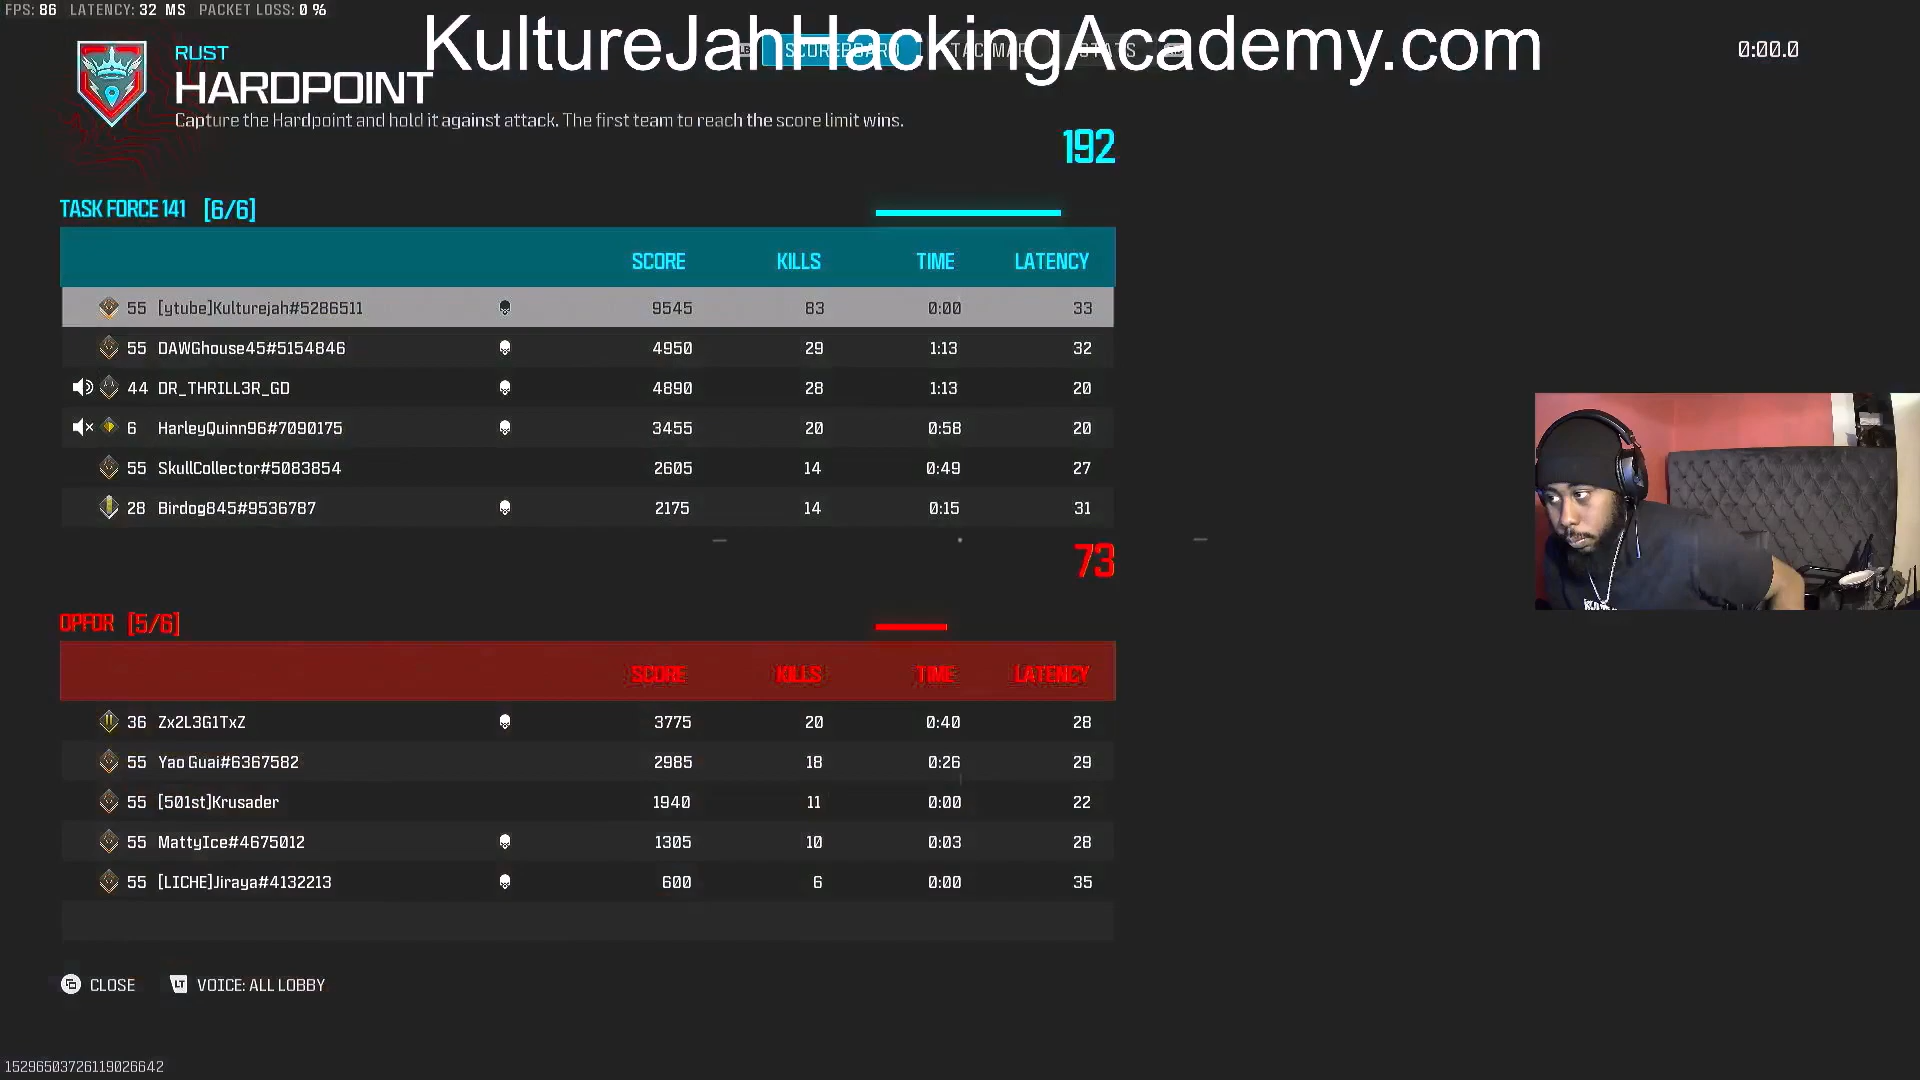 FPS: 86 LATENCY: 32 MS PACKET LOSS: 0 %
KultureJahHackingAcademy.com
RUST
SCOREBOARD TAC MAP STATS
0:00.0
HARDPOINT
Capture the Hardpoint and hold it against attack. The first team to reach the score limit wins.
192
TASK FORCE 141 [6/6]
SCORE KILLS TIME LATENCY
55 [ytube]Kulturejah#5286511 9545 83 0:00 33
55 DAWGhouse45#5154846 4950 29 1:13 32
44 DR_THRILL3R_GD 4890 28 1:13 20
6 HarleyQuinn96#7090175 3455 20 0:58 20
55 SkullCollector#5083854 2605 14 0:49 27
28 Birdog845#9536787 2175 14 0:15 31
73
OPFOR [5/6]
SCORE KILLS TIME LATENCY
36 Zx2L3G1TxZ 3775 20 0:40 28
55 Yao Guai#6367582 2985 18 0:26 29
55 [501st]Krusader 1940 11 0:00 22
55 MattyIce#4675012 1305 10 0:03 28
55 [LICHE]Jiraya#4132213 600 6 0:00 35
CLOSE LT VOICE: ALL LOBBY
15296503726119026642